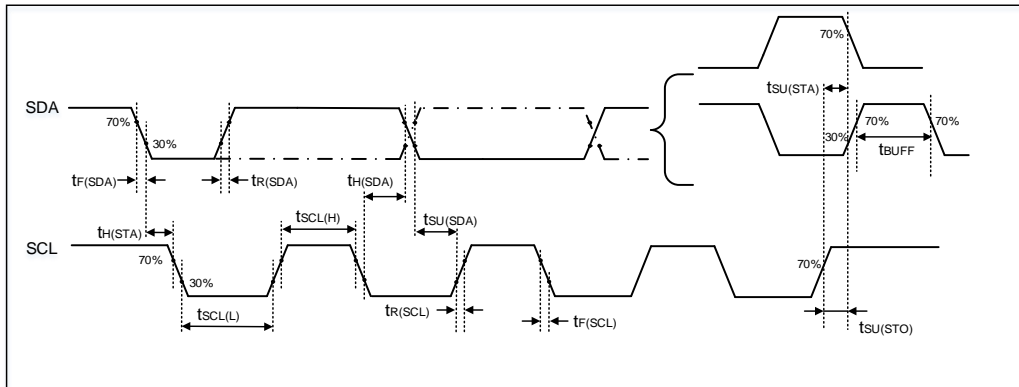 70%
tSU(STA)
SDA
70%
30%
30%
70%
70%
tBUFF
tF(SDA)
tR(SDA)
tH(SDA)
tSCL(H)
tSU(SDA)
tH(STA)
SCL
70%
30%
70%
tSCL(L)
tR(SCL)
tF(SCL)
tSU(STO)